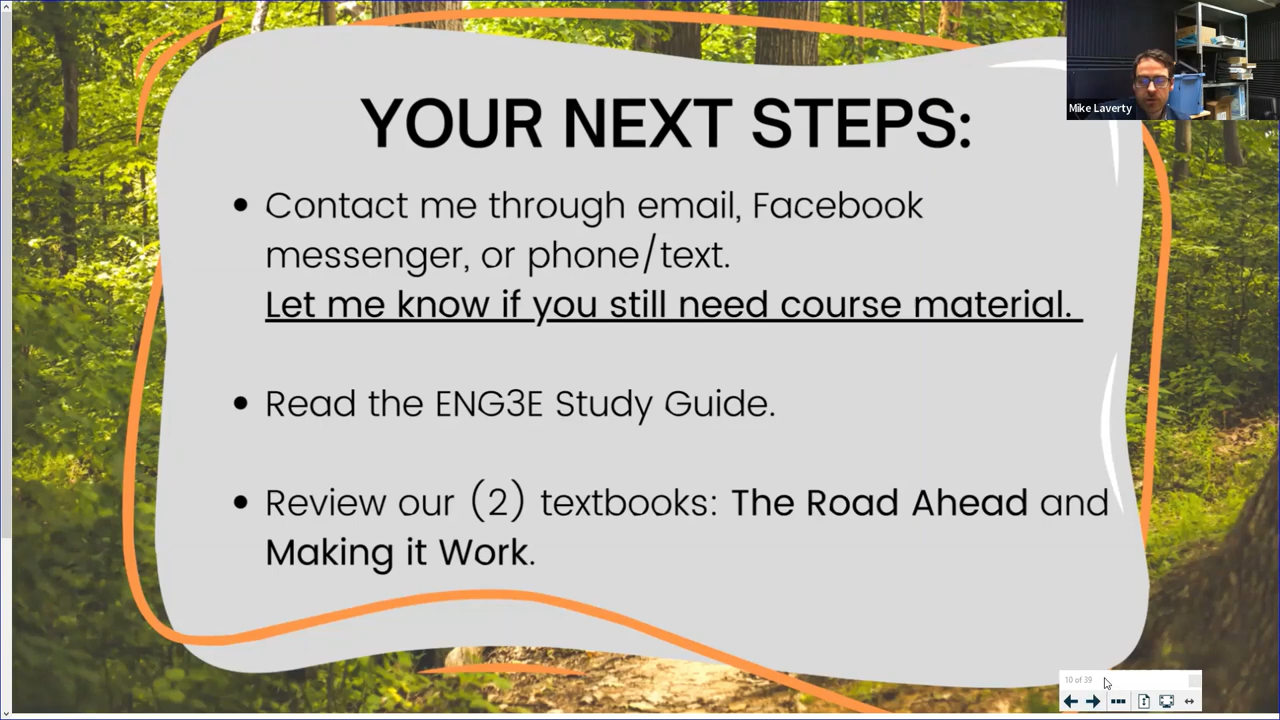 YOUR NEXT STEPS:
Mike Laverty
• Contact me through email, Facebook
messenger, or phone/text.
Let me know if you still need course material.
• Read the ENG3E Study Guide.
• Review our (2) textbooks: The Road Ahead and
Making it Work.
10 of 39